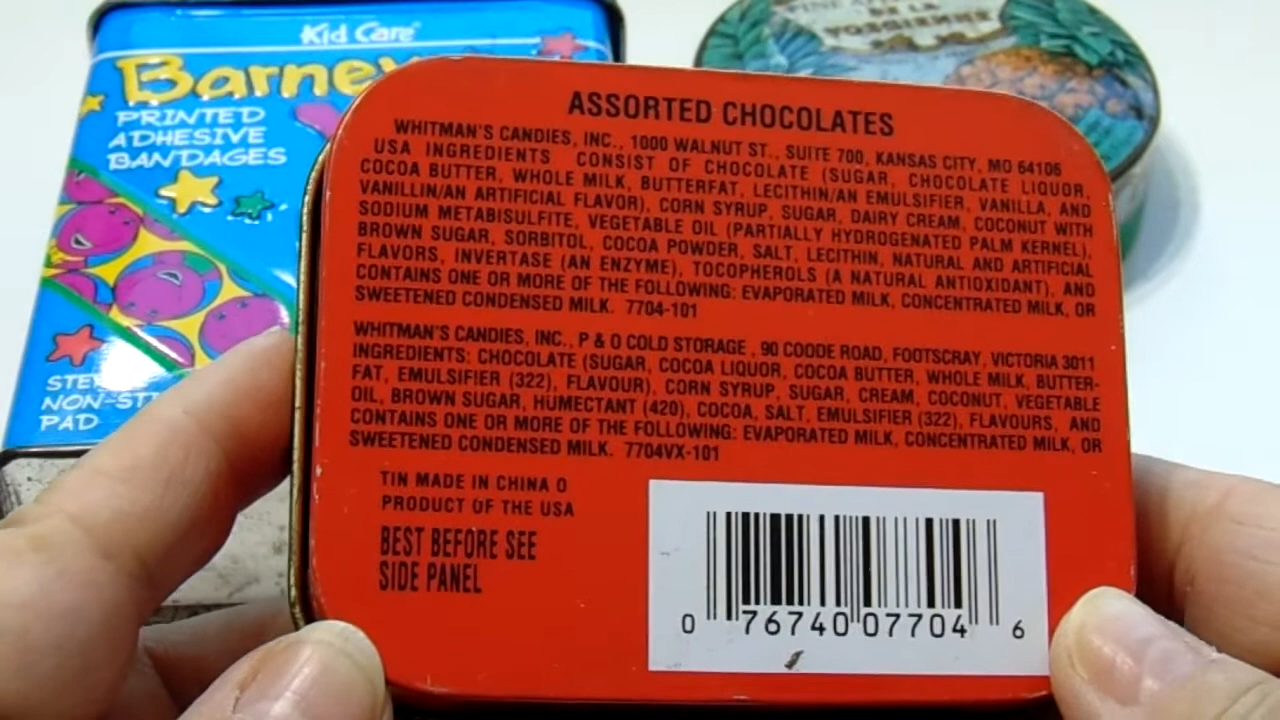 Kid Care
Barney
PRINTED
ADHESIVE
BANDAGES
NON-ST
PAD
FINE
DE LA
ASSORTED CHOCOLATES
WHITMAN'S CANDIES, INC., 1000 WALNUT ST., SUITE 700, KANSAS CITY, MO 64106
USA INGREDIENTS CONSIST OF CHOCOLATE (SUGAR, CHOCOLATE LIQUOR,
COCOA BUTTER, WHOLE MILK, BUTTERFAT, LECITHIN/AN EMULSIFIER, VANILLA, AND
VANILLIN/AN ARTIFICIAL FLAVOR), CORN SYRUP, SUGAR, DAIRY CREAM, COCONUT WITH
SODIUM METABISULFITE, VEGETABLE OIL (PARTIALLY HYDROGENATED PALM KERNEL),
BROWN SUGAR, SORBITOL, COCOA POWDER, SALT, LECITHIN, NATURAL AND ARTIFICIAL
FLAVORS, INVERTASE (AN ENZYME), TOCOPHEROLS (A NATURAL ANTIOXIDANT), AND
CONTAINS ONE OR MORE OF THE FOLLOWING: EVAPORATED MILK, CONCENTRATED MILK, OR
SWEETENED CONDENSED MILK. 7704-101
WHITMAN'S CANDIES, INC., P & O COLD STORAGE , 90 COODE ROAD, FOOTSCRAY, VICTORIA 3011
INGREDIENTS: CHOCOLATE (SUGAR, COCOA LIQUOR, COCOA BUTTER, WHOLE MILK, BUTTER-
FAT, EMULSIFIER (322), FLAVOUR), CORN SYRUP, SUGAR, CREAM, COCONUT, VEGETABLE
OIL, BROWN SUGAR, HUMECTANT (420), COCOA, SALT, EMULSIFIER (322), FLAVOURS, AND
CONTAINS ONE OR MORE OF THE FOLLOWING: EVAPORATED MILK, CONCENTRATED MILK, OR
SWEETENED CONDENSED MILK. 7704VX-101
TIN MADE IN CHINA O
PRODUCT OF THE USA
BEST BEFORE SEE
SIDE PANEL
0 76740 07704 6